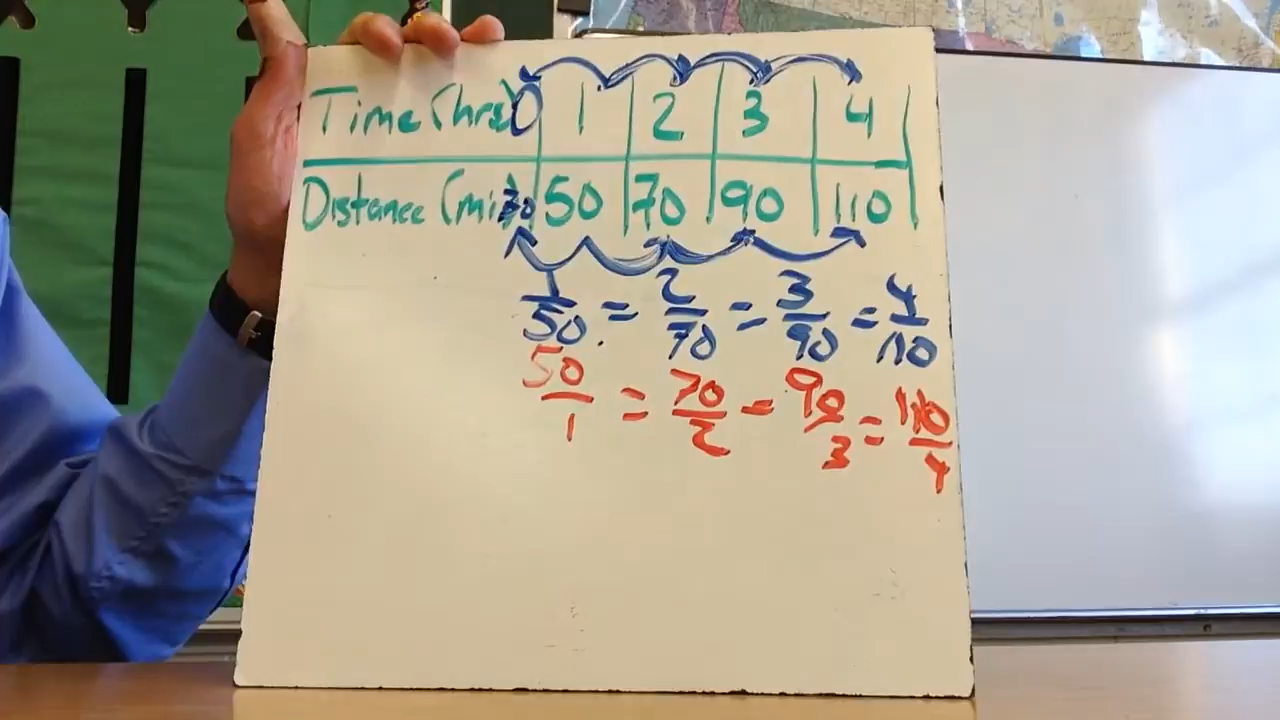 Time (hrs) 0 1 2 3 4
Distance (mi) 30 50 70 90 110
1/50 = 2/70 = 3/90 = 4/110
50/1 = 70/2 = 90/3 = 110/4